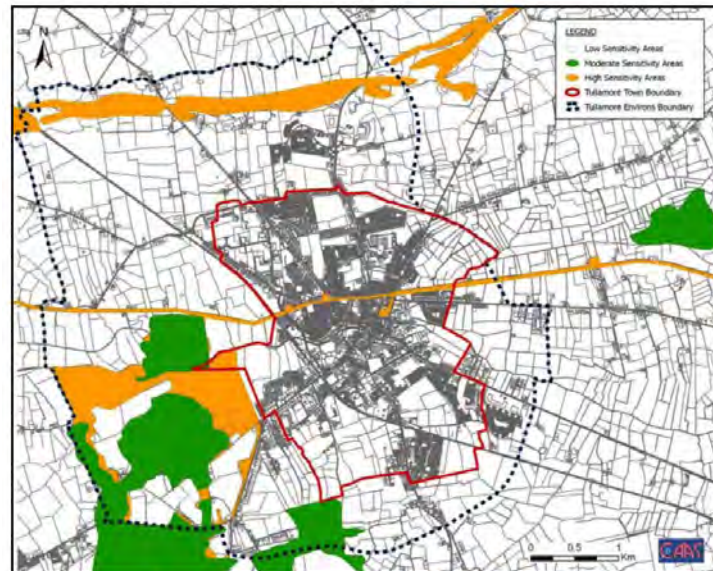 N
LEGEND
Low Sensitivity Areas
Moderate Sensitivity Areas
High Sensitivity Areas
Tullamore Town Boundary
Tullamore Environs Boundary
0 0.5 1
Km
CAAS